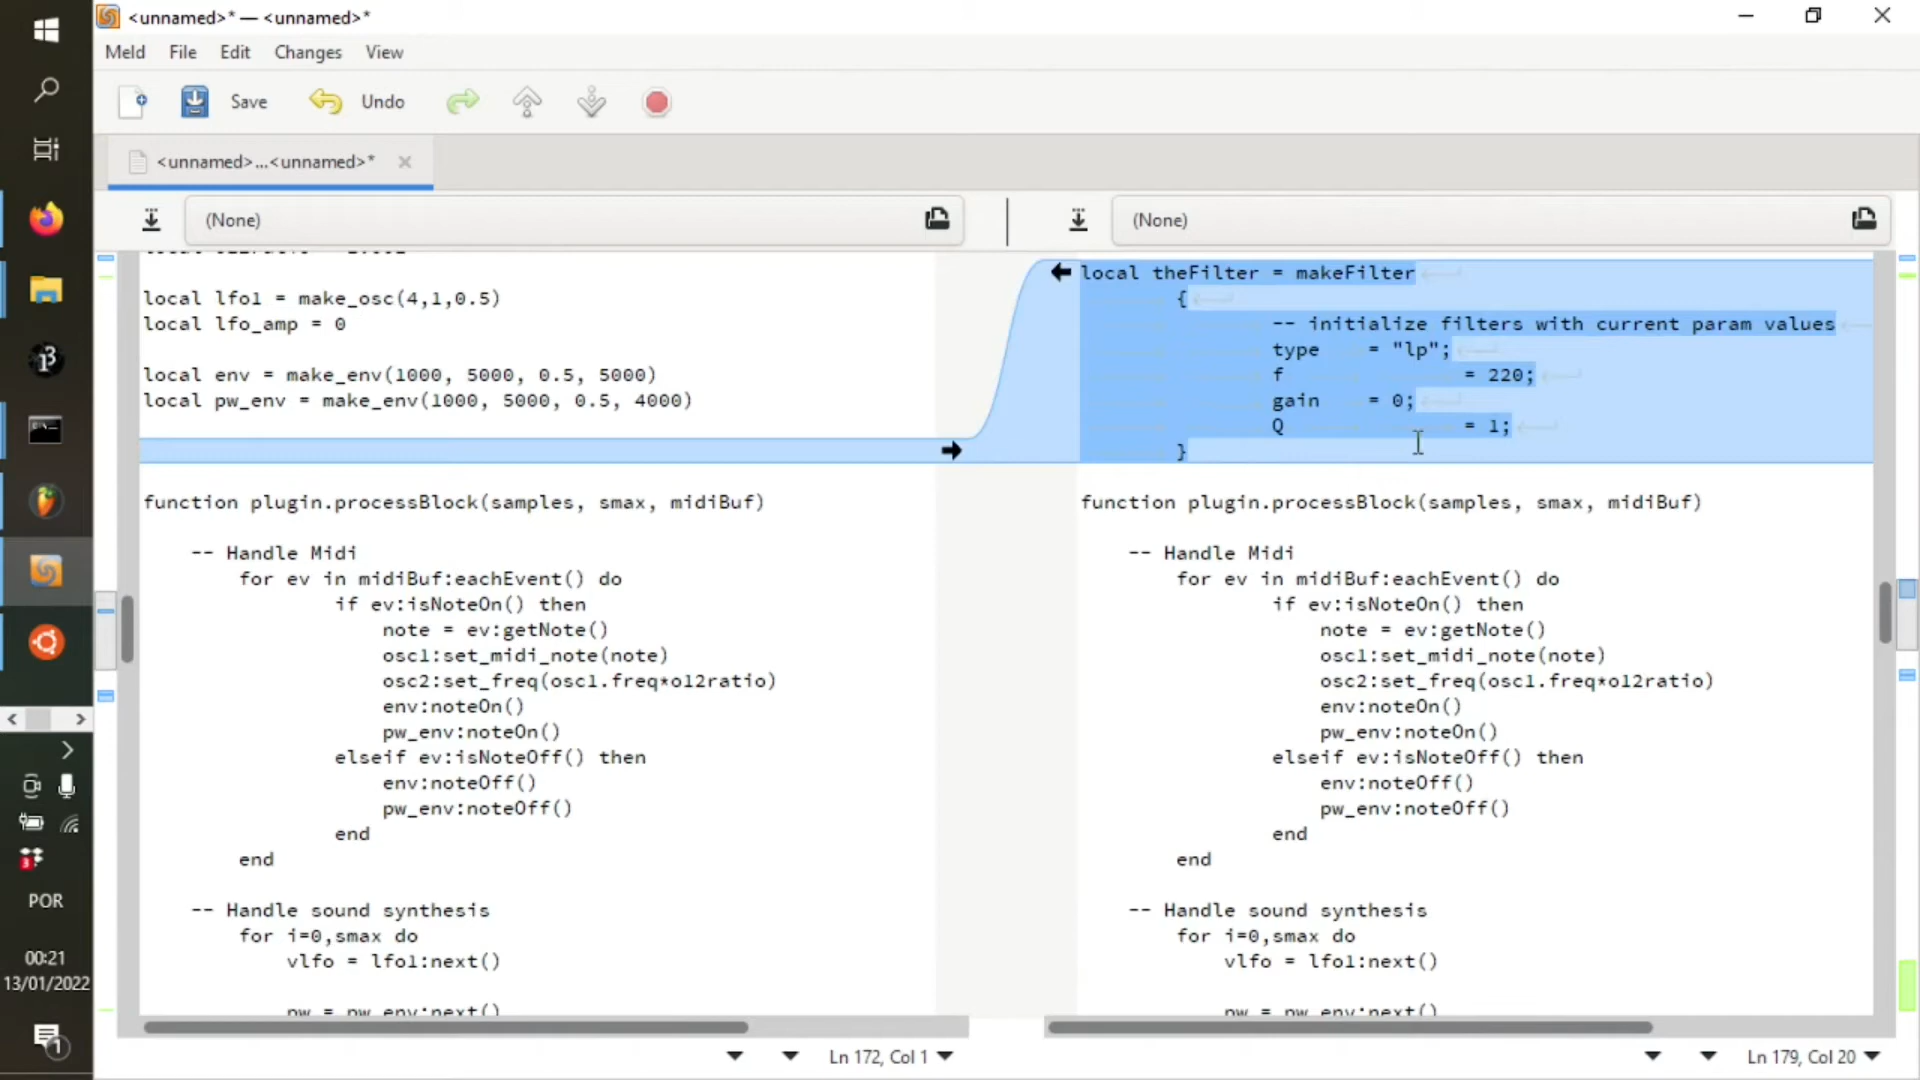 <unnamed>* — <unnamed>*
Meld File Edit Changes View
Save Undo
<unnamed>...<unnamed>*
(None)
(None)
local lfo1 = make_osc(4,1,0.5)
local lfo_amp = 0
local env = make_env(1000, 5000, 0.5, 5000)
local pw_env = make_env(1000, 5000, 0.5, 4000)
function plugin.processBlock(samples, smax, midiBuf)
-- Handle Midi
for ev in midiBuf:eachEvent() do
if ev:isNoteOn() then
note = ev:getNote()
osc1:set_midi_note(note)
osc2:set_freq(osc1.freq*o12ratio)
env:noteOn()
pw_env:noteOn()
elseif ev:isNoteOff() then
env:noteOff()
pw_env:noteOff()
end
end
-- Handle sound synthesis
for i=0,smax do
vlfo = lfo1:next()
pw = pw_env:next()
Ln 172, Col 1
local theFilter = makeFilter
{
-- initialize filters with current param values
type = "lp";
f = 220;
gain = 0;
Q = 1;
}
function plugin.processBlock(samples, smax, midiBuf)
-- Handle Midi
for ev in midiBuf:eachEvent() do
if ev:isNoteOn() then
note = ev:getNote()
osc1:set_midi_note(note)
osc2:set_freq(osc1.freq*o12ratio)
env:noteOn()
pw_env:noteOn()
elseif ev:isNoteOff() then
env:noteOff()
pw_env:noteOff()
end
end
-- Handle sound synthesis
for i=0,smax do
vlfo = lfo1:next()
pw = pw_env:next()
Ln 179, Col 20
3
POR
00:21
13/01/2022
1